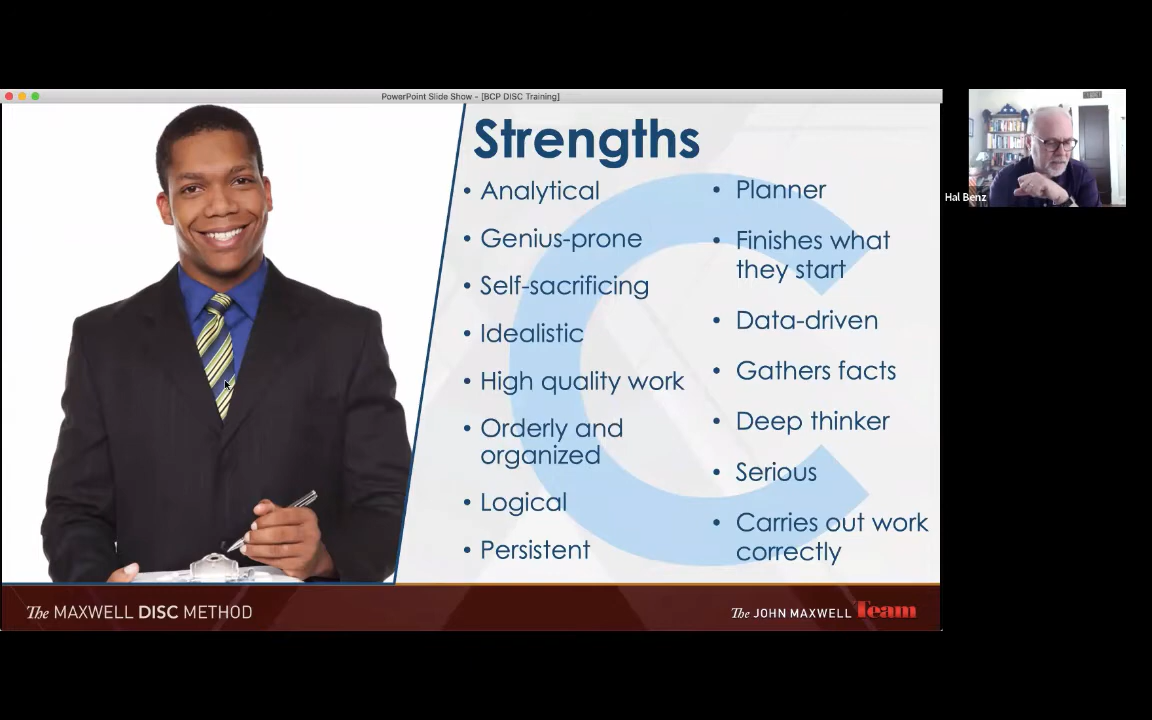 PowerPoint Slide Show - [BCP DISC Training]
Strengths
• Analytical
• Genius-prone
• Self-sacrificing
• Idealistic
• High quality work
• Orderly and
organized
• Logical
• Persistent
• Planner
• Finishes what
they start
• Data-driven
• Gathers facts
• Deep thinker
• Serious
• Carries out work
correctly
Hal Benz
The MAXWELL DISC METHOD
The JOHN MAXWELL Team